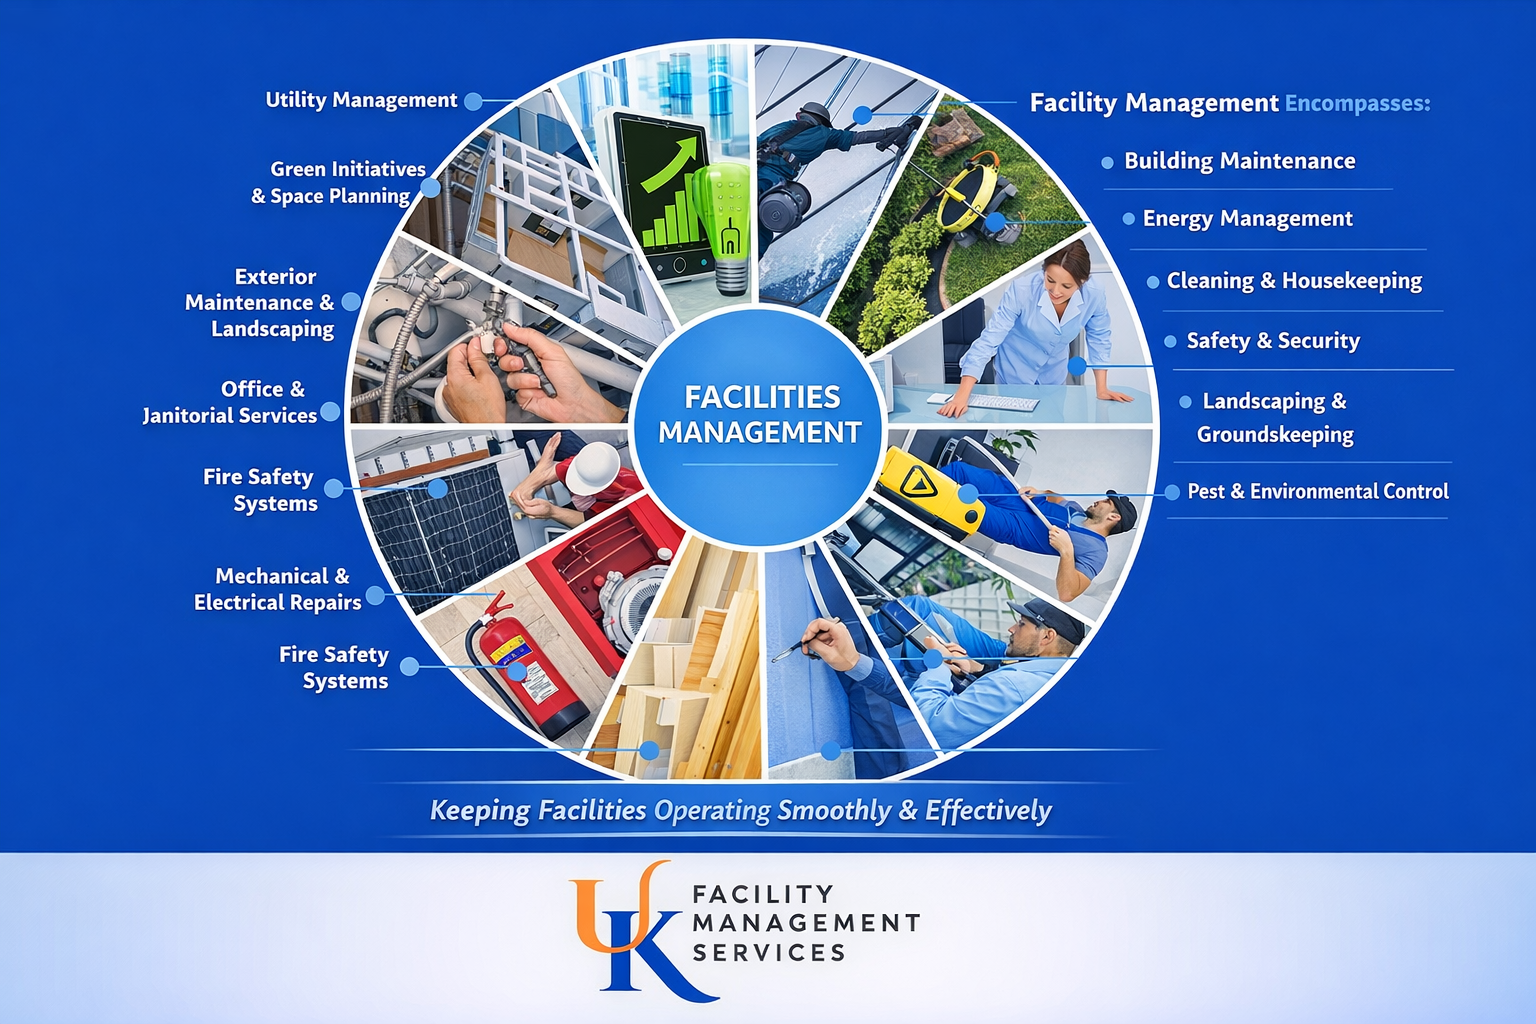 Utility Management
Green Initiatives
& Space Planning
Exterior
Maintenance &
Landscaping
Office &
Janitorial Services
Fire Safety
Systems
Mechanical &
Electrical Repairs
Fire Safety
Systems
FACILITIES
MANAGEMENT
Facility Management Encompasses:
Building Maintenance
Energy Management
Cleaning & Housekeeping
Safety & Security
Landscaping &
Groundskeeping
Pest & Environmental Control
Keeping Facilities Operating Smoothly & Effectively
UK
FACILITY
MANAGEMENT
SERVICES